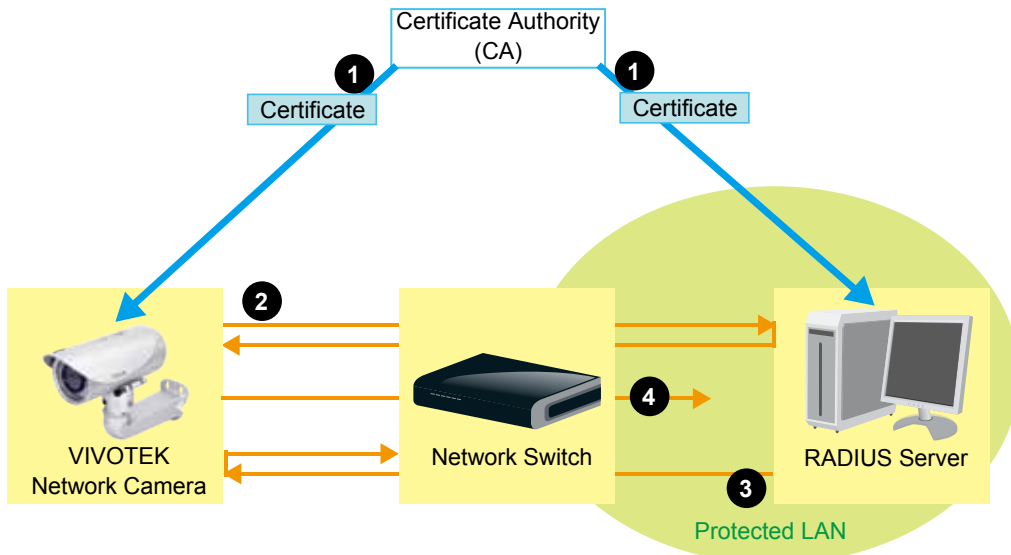 Certificate Authority
(CA)
1
1
Certificate
Certificate
2
4
VIVOTEK
Network Camera
Network Switch
RADIUS Server
3
Protected LAN